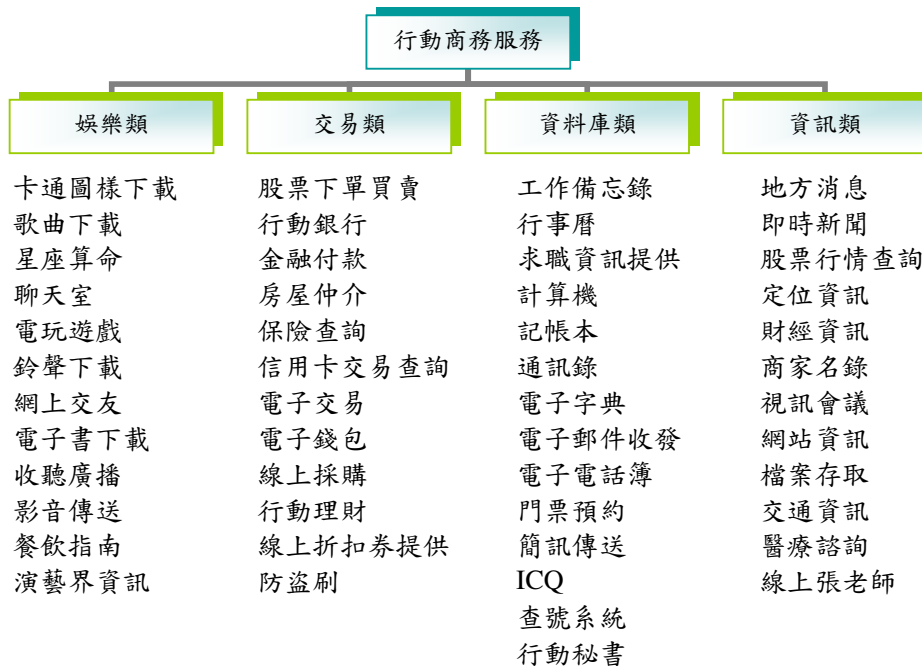 行動商務服務
娛樂類
交易類
資料庫類
資訊類
卡通圖樣下載
歌曲下載
星座算命
聊天室
電玩遊戲
鈴聲下載
網上交友
電子書下載
收聽廣播
影音傳送
餐飲指南
演藝界資訊
股票下單買賣
行動銀行
金融付款
房屋仲介
保險查詢
信用卡交易查詢
電子交易
電子錢包
線上採購
行動理財
線上折扣券提供
防盜刷
工作備忘錄
行事曆
求職資訊提供
計算機
記帳本
通訊錄
電子字典
電子郵件收發
電子電話簿
門票預約
簡訊傳送
ICQ
查號系統
行動秘書
地方消息
即時新聞
股票行情查詢
定位資訊
財經資訊
商家名錄
視訊會議
網站資訊
檔案存取
交通資訊
醫療諮詢
線上張老師